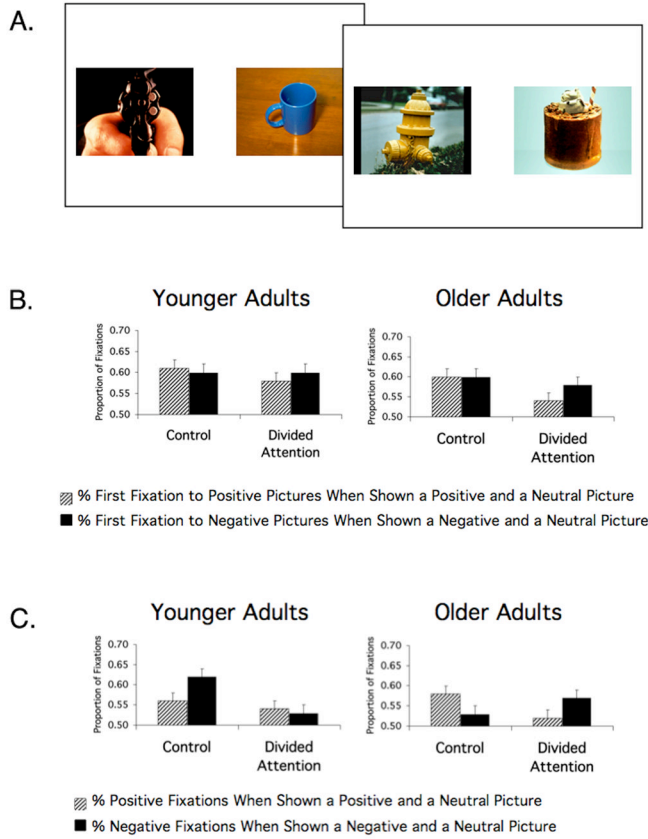 A.
B.
Younger Adults
Older Adults
Proportion of Fixations
0.70
0.65
0.60
0.55
0.50
Control
Divided
Attention
Proportion of Fixations
0.70
0.65
0.60
0.55
0.50
Control
Divided
Attention
% First Fixation to Positive Pictures When Shown a Positive and a Neutral Picture
% First Fixation to Negative Pictures When Shown a Negative and a Neutral Picture
C.
Younger Adults
Older Adults
Proportion of Fixations
0.70
0.65
0.60
0.55
0.50
Control
Divided
Attention
Proportion of Fixations
0.70
0.65
0.60
0.55
0.50
Control
Divided
Attention
% Positive Fixations When Shown a Positive and a Neutral Picture
% Negative Fixations When Shown a Negative and a Neutral Picture